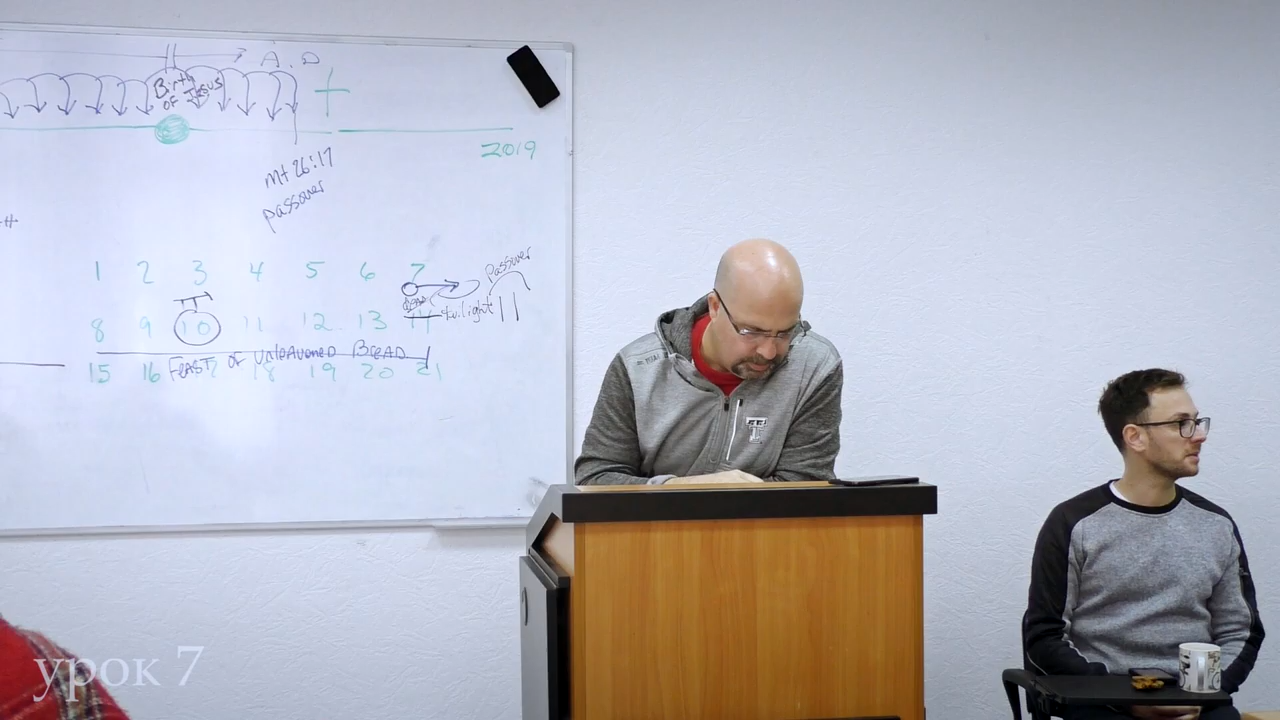 A.D
Birth
OF Jesus
2019
Mt 26:17
passover
1 2 3 4 5 6 7
Passover
8 9 10 11 12 13 14 twilight
FEAST OF Unleavened BREAD
15 16 17 18 19 20 21
T
урок 7